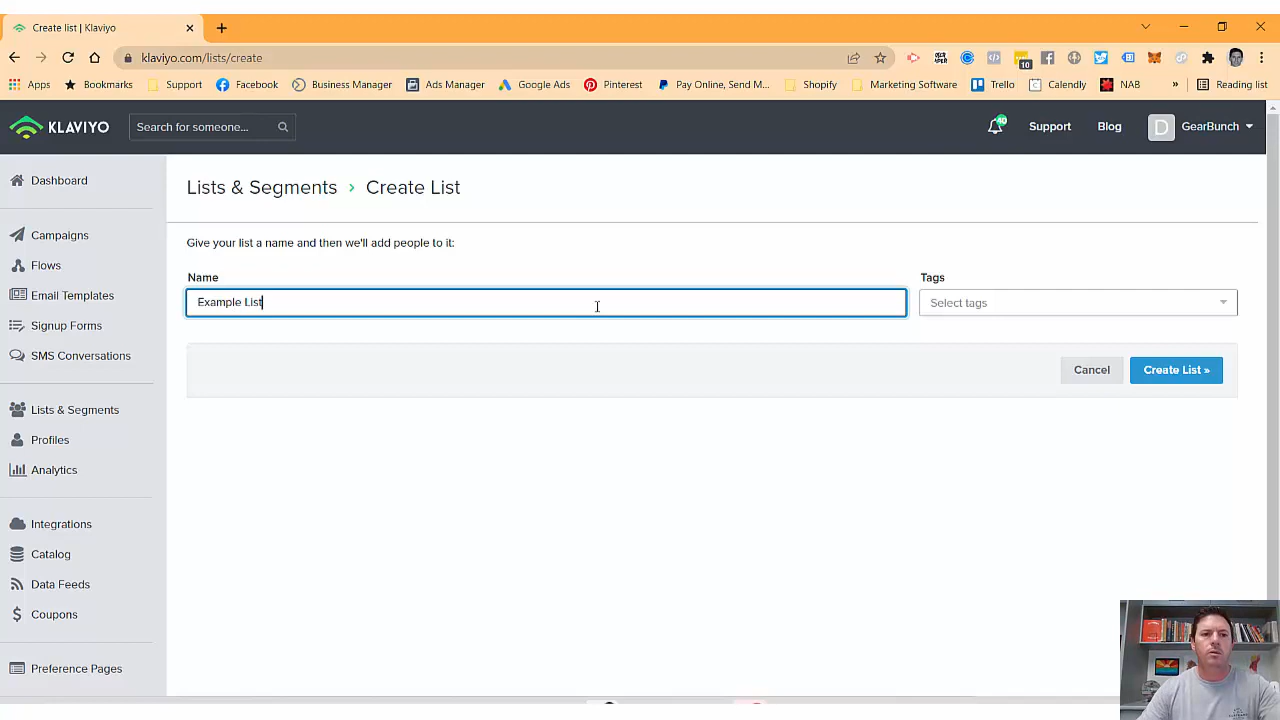 Create list | Klaviyo
klaviyo.com/lists/create
10
Apps
Bookmarks
Support
Facebook
Business Manager
Ads Manager
Google Ads
Pinterest
Pay Online, Send M...
Shopify
Marketing Software
Trello
Calendly
NAB
»
Reading list
KLAVIYO
Search for someone...
40
Support
Blog
D
GearBunch
Dashboard
Campaigns
Flows
Email Templates
Signup Forms
SMS Conversations
Lists & Segments
Profiles
Analytics
Integrations
Catalog
Data Feeds
Coupons
Preference Pages
Lists & Segments › Create List
Give your list a name and then we'll add people to it:
Name
Tags
Example List
Select tags
Cancel
Create List »